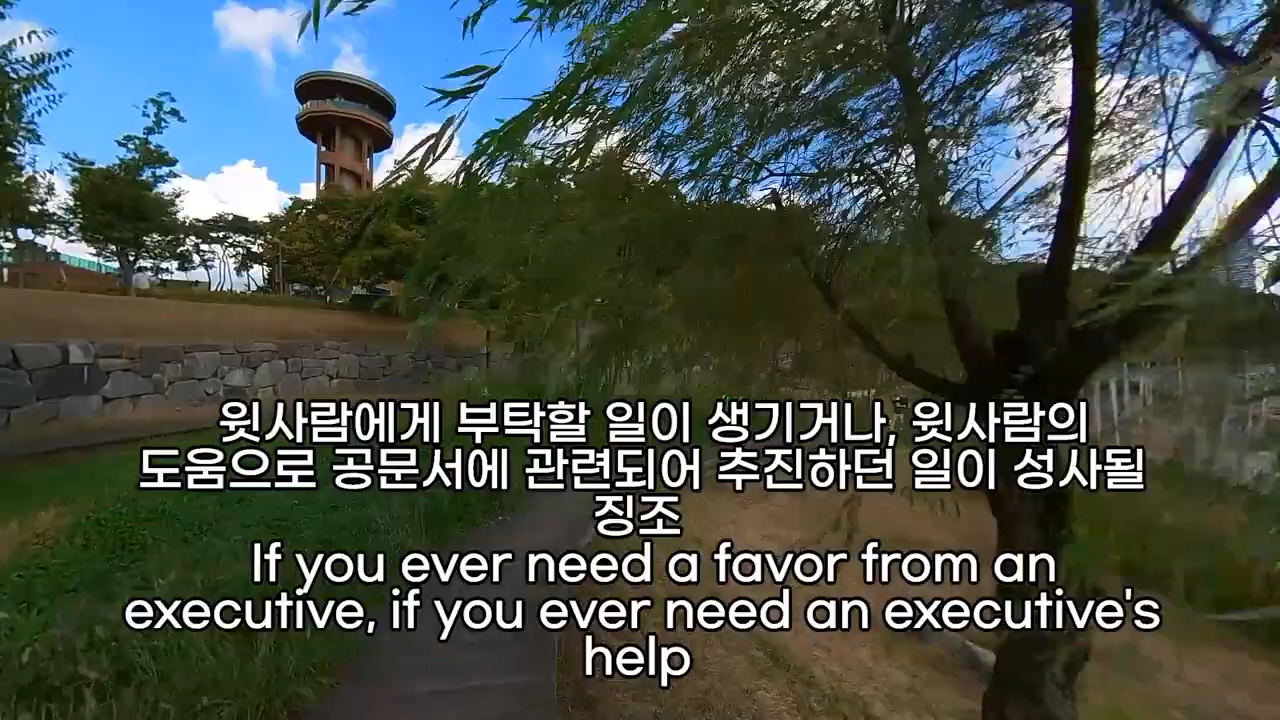 윗사람에게 부탁할 일이 생기거나, 윗사람의
도움으로 공문서에 관련되어 추진하던 일이 성사될
징조
If you ever need a favor from an
executive, if you ever need an executive's
help